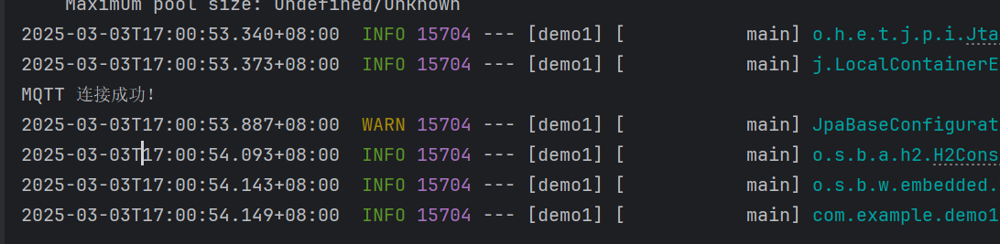 Maximum pool size: undefined/unknown
2025-03-03T17:00:53.340+08:00  INFO 15704 --- [demo1] [           main] o.h.e.t.j.p.i.Jta
2025-03-03T17:00:53.373+08:00  INFO 15704 --- [demo1] [           main] j.LocalContainerE
MQTT 连接成功!
2025-03-03T17:00:53.887+08:00  WARN 15704 --- [demo1] [           main] JpaBaseConfigurat
2025-03-03T17:00:54.093+08:00  INFO 15704 --- [demo1] [           main] o.s.b.a.h2.H2Cons
2025-03-03T17:00:54.143+08:00  INFO 15704 --- [demo1] [           main] o.s.b.w.embedded.
2025-03-03T17:00:54.149+08:00  INFO 15704 --- [demo1] [           main] com.example.demo1